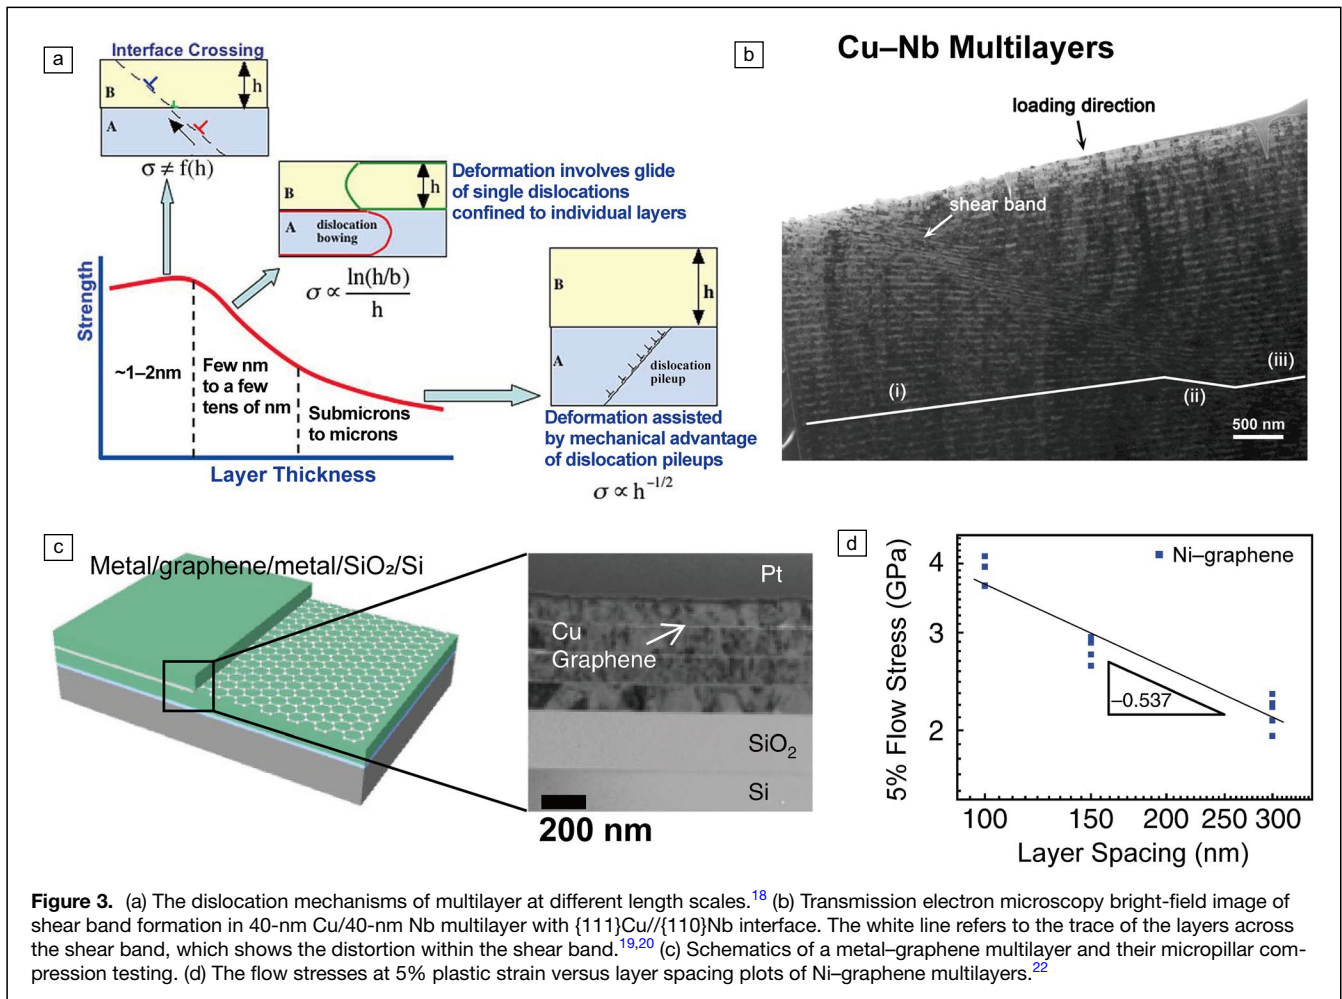 a
Interface Crossing
B
h
A
σ ≠ f(h)
B
h
A
dislocation
bowing
Deformation involves glide
of single dislocations
confined to individual layers
σ ∝ ln(h/b)
h
B
h
A
dislocation
pileup
Deformation assisted
by mechanical advantage
of dislocation pileups
σ ∝ h−1/2
Strength
~1–2nm
Few nm
to a few
tens of nm
Submicrons
to microns
Layer Thickness
b
Cu–Nb Multilayers
loading direction
shear band
(i)
(ii)
(iii)
500 nm
c
Metal/graphene/metal/SiO2/Si
Pt
Cu
Graphene
SiO2
Si
200 nm
d
5% Flow Stress (GPa)
4
3
2
Ni–graphene
–0.537
100 150 200 250 300
Layer Spacing (nm)
Figure 3. (a) The dislocation mechanisms of multilayer at different length scales.18 (b) Transmission electron microscopy bright-field image of
shear band formation in 40-nm Cu/40-nm Nb multilayer with {111}Cu//{110}Nb interface. The white line refers to the trace of the layers across
the shear band, which shows the distortion within the shear band.19,20 (c) Schematics of a metal–graphene multilayer and their micropillar com-
pression testing. (d) The flow stresses at 5% plastic strain versus layer spacing plots of Ni–graphene multilayers.22